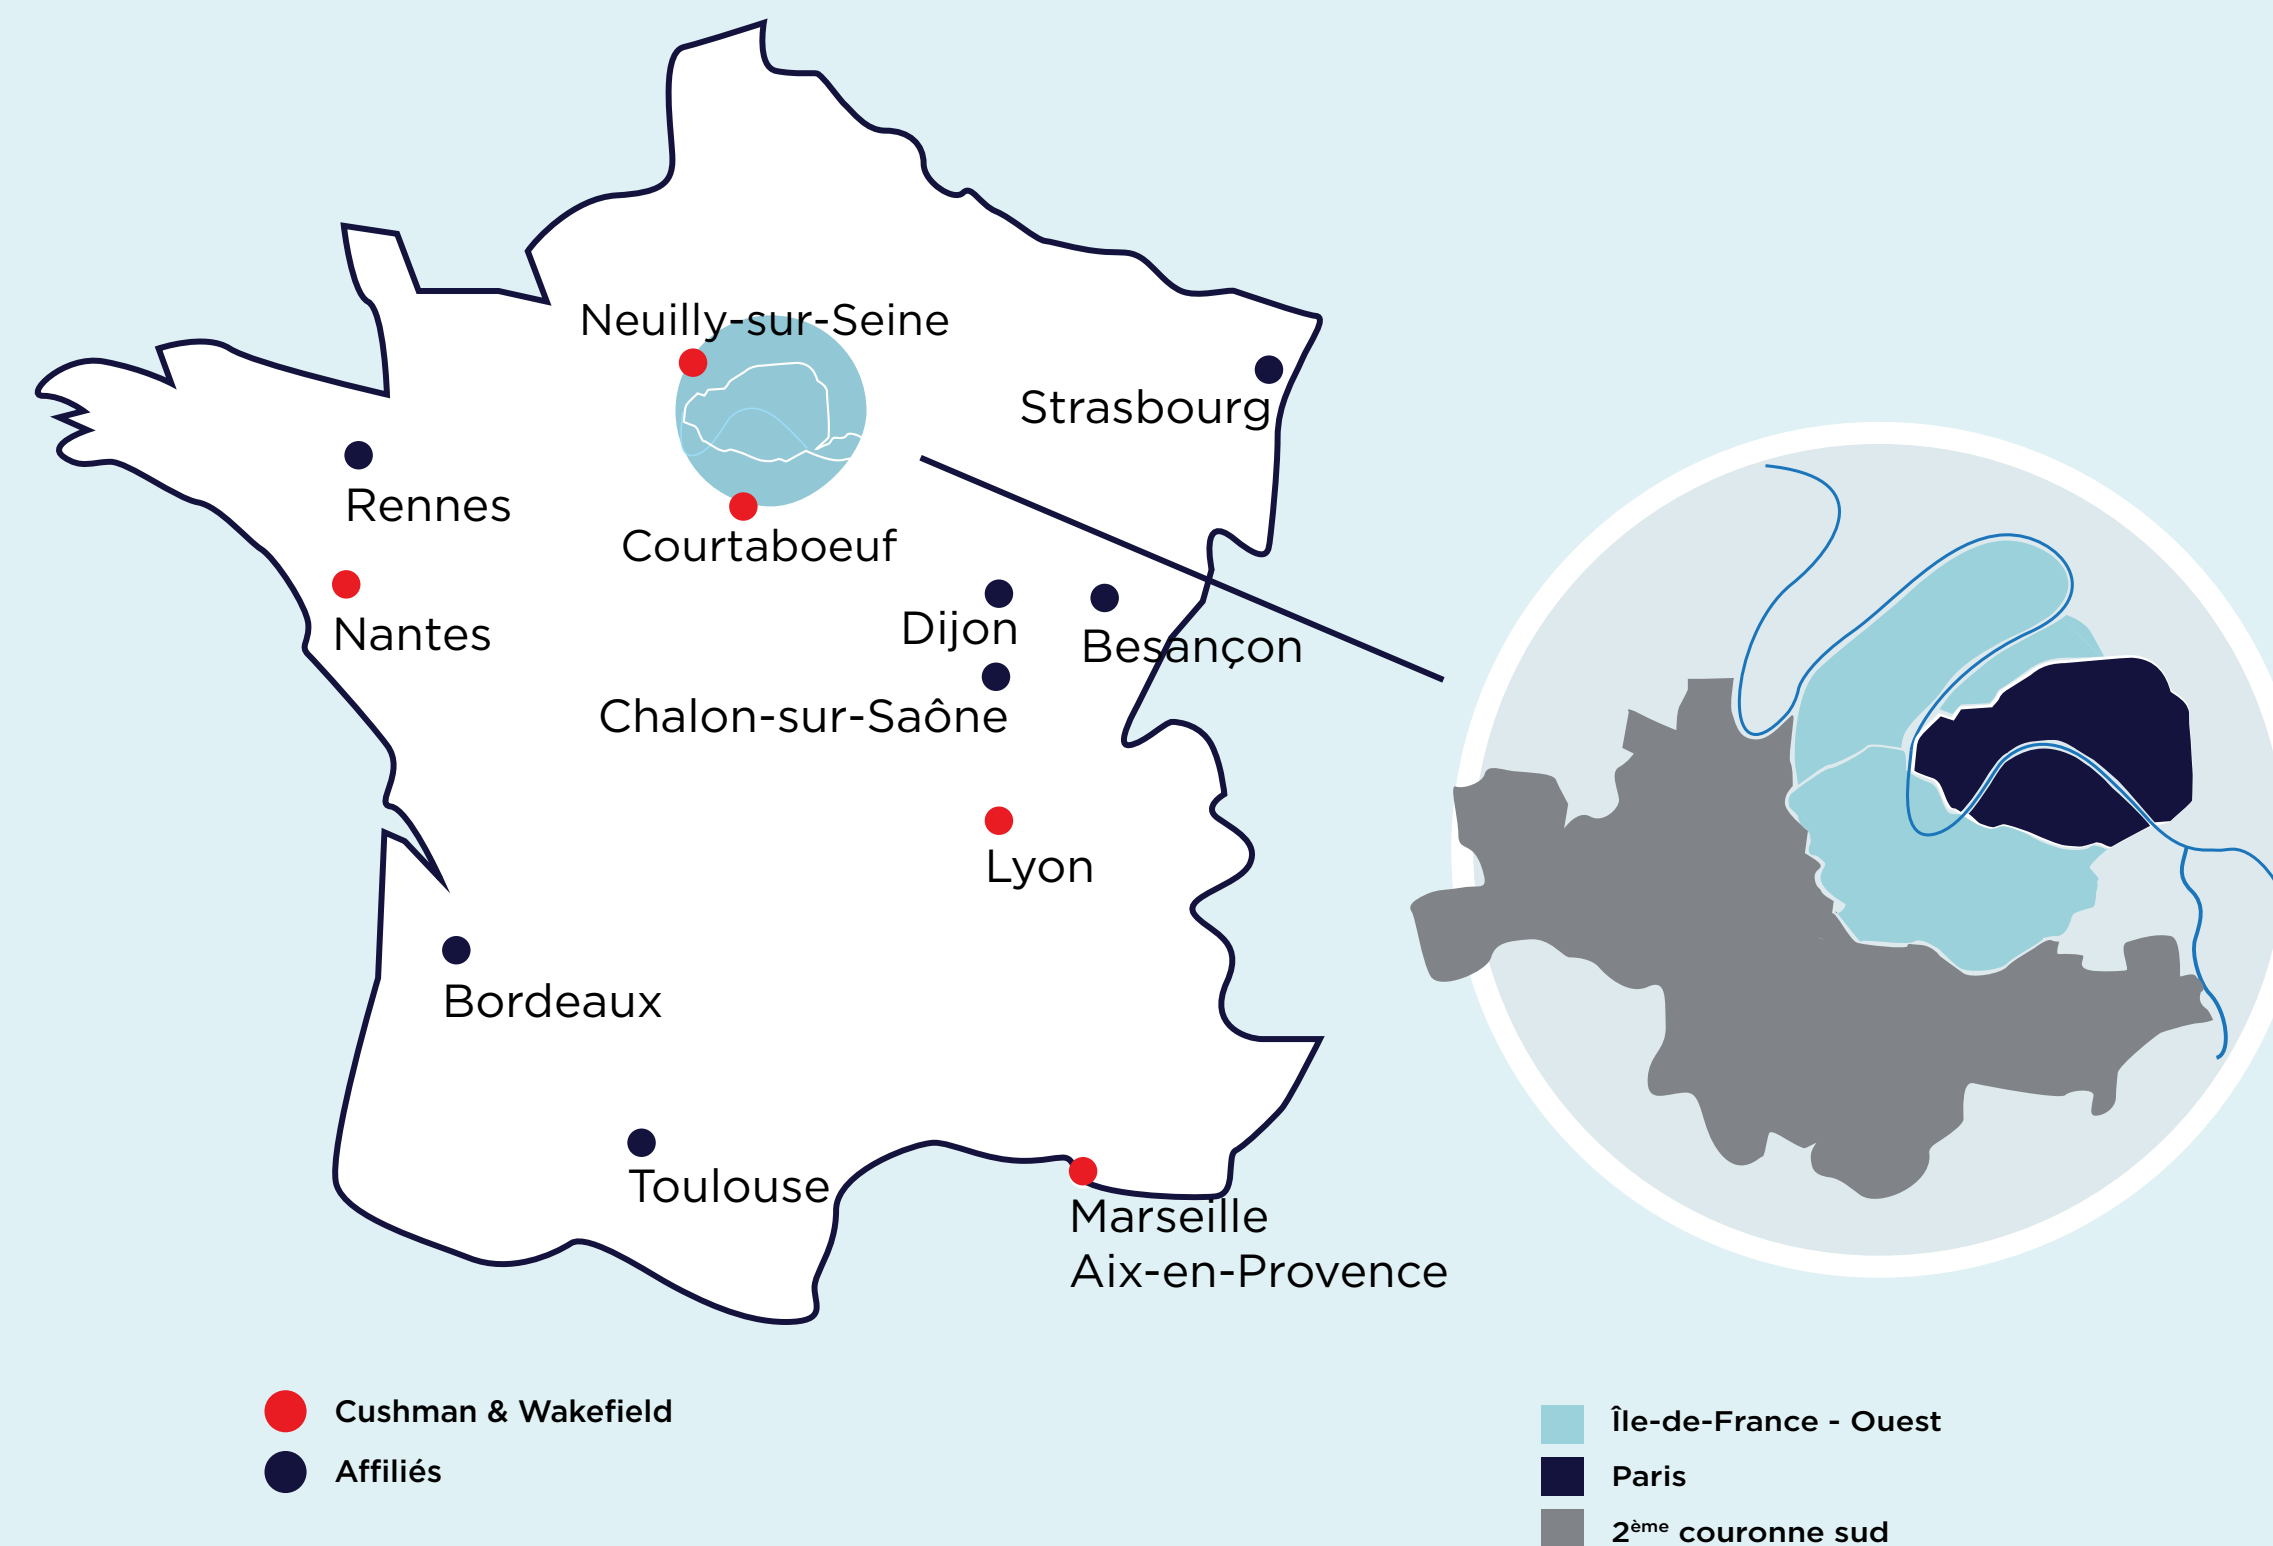 Neuilly-sur-Seine
Strasbourg
Rennes
Courtaboeuf
Nantes
Dijon
Besançon
Chalon-sur-Saône
Lyon
Bordeaux
Toulouse
Marseille
Aix-en-Provence
Cushman & Wakefield
Affiliés
Île-de-France - Ouest
Paris
2ème couronne sud